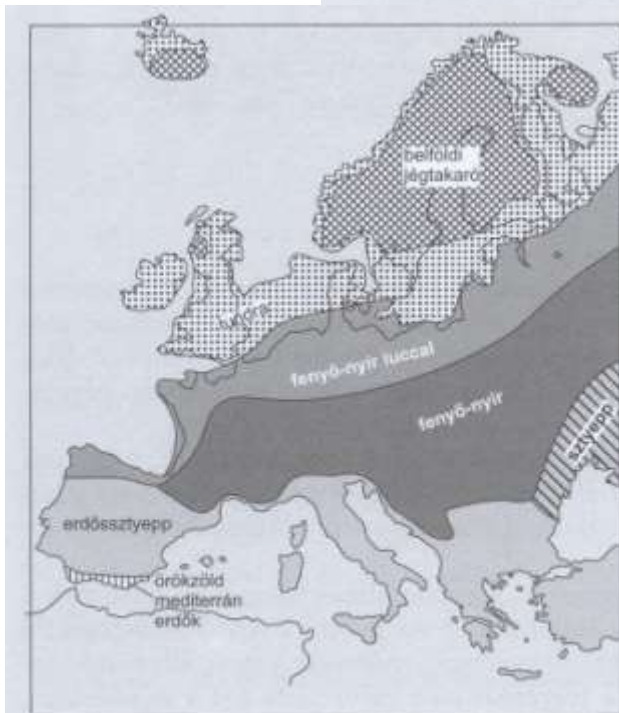 belföldi
jégtakaró
tundra
fenyő-nyír luccal
fenyő-nyír
sztyepp
erdőssztyepp
örökzöld
mediterrán
erdők